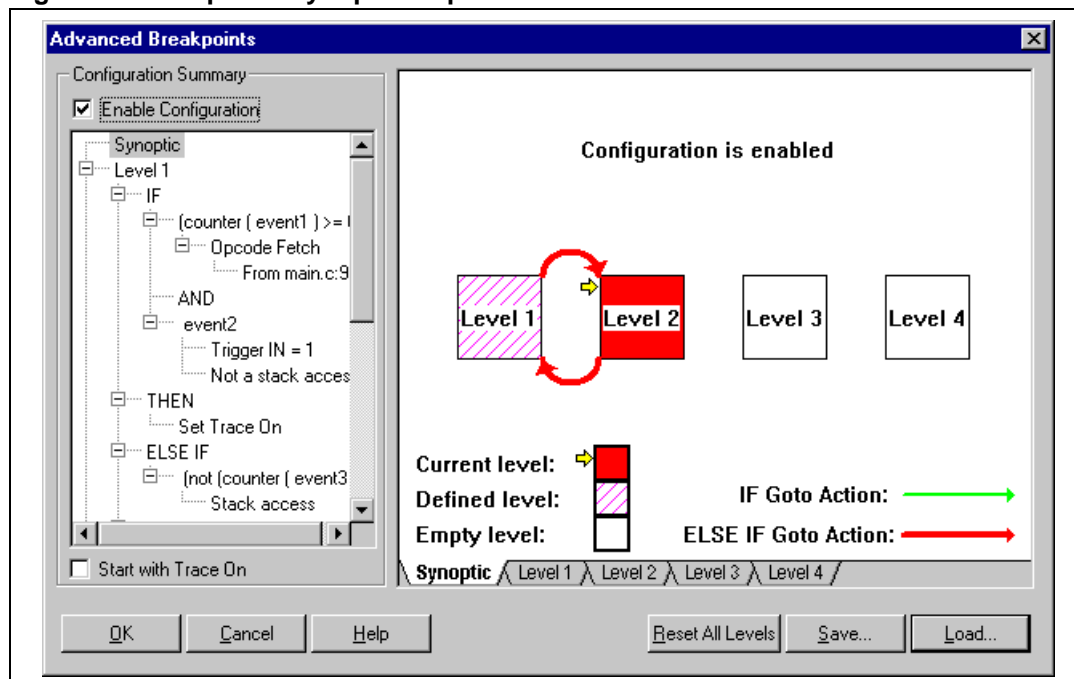 Advanced Breakpoints
Configuration Summary
Enable Configuration
Synoptic
Level 1
IF
(counter ( event1 ) >=
Opcode Fetch
From main.c:9
AND
event2
Trigger IN = 1
Not a stack acces
THEN
Set Trace On
ELSE IF
(not (counter ( event3
Stack access
Start with Trace On
Configuration is enabled
Level 1
Level 2
Level 3
Level 4
Current level:
Defined level:
Empty level:
IF Goto Action:
ELSE IF Goto Action:
Synoptic
Level 1
Level 2
Level 3
Level 4
OK
Cancel
Help
Reset All Levels
Save...
Load...